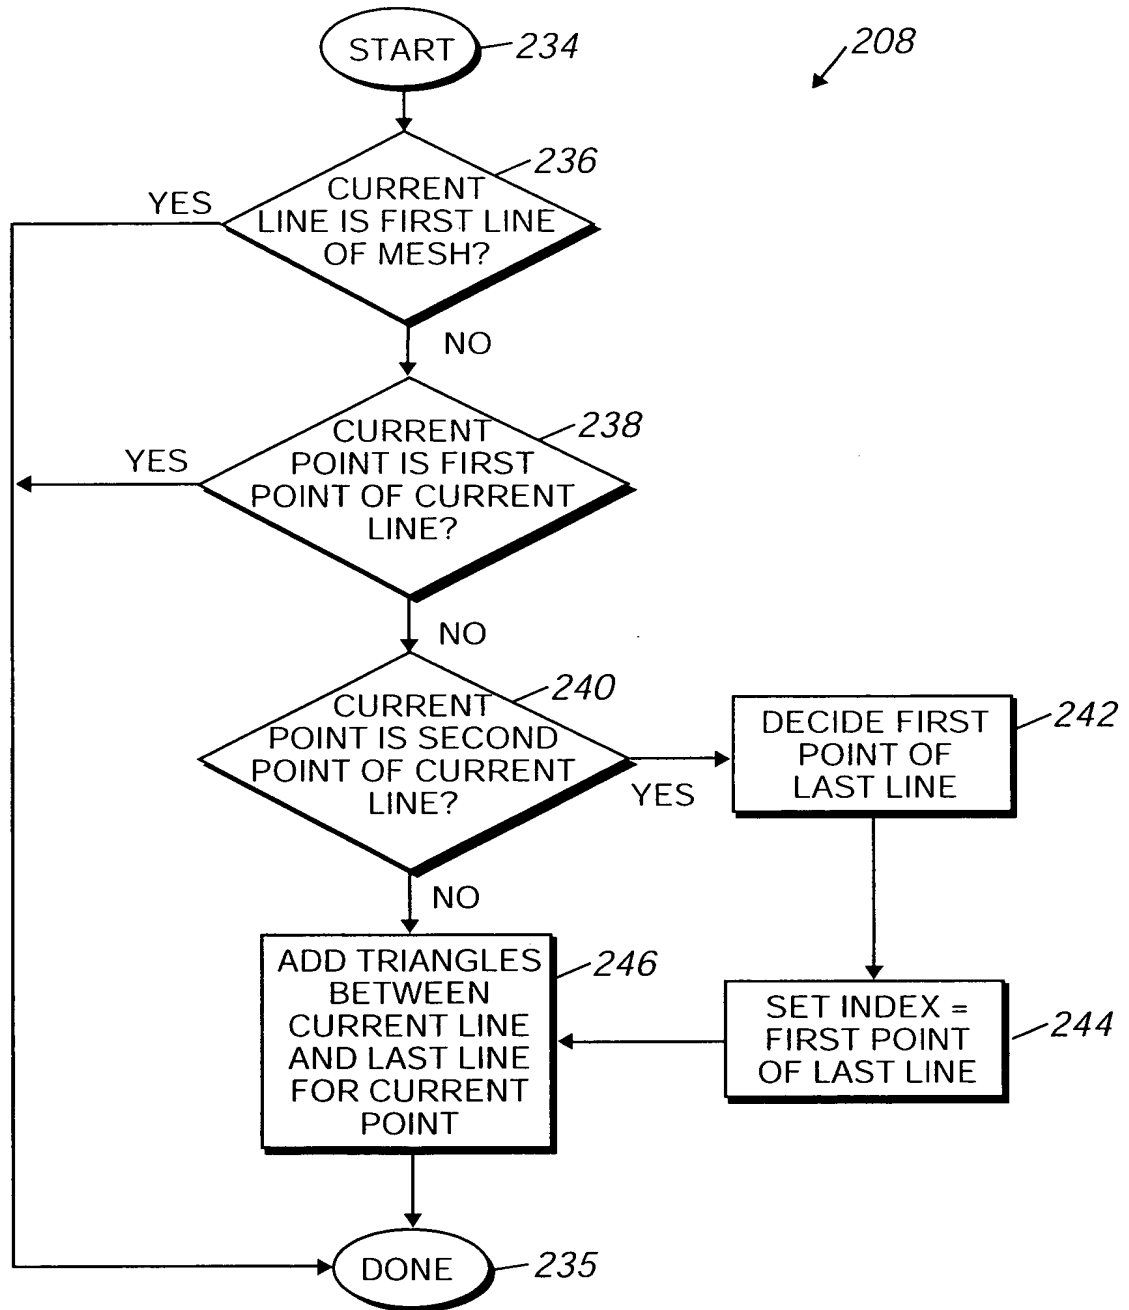 START
234
208
236
CURRENT
LINE IS FIRST LINE
OF MESH?
YES
NO
238
CURRENT
POINT IS FIRST
POINT OF CURRENT
LINE?
YES
NO
240
CURRENT
POINT IS SECOND
POINT OF CURRENT
LINE?
YES
DECIDE FIRST
POINT OF
LAST LINE
242
NO
ADD TRIANGLES
BETWEEN
CURRENT LINE
AND LAST LINE
FOR CURRENT
POINT
246
SET INDEX =
FIRST POINT
OF LAST LINE
244
DONE
235